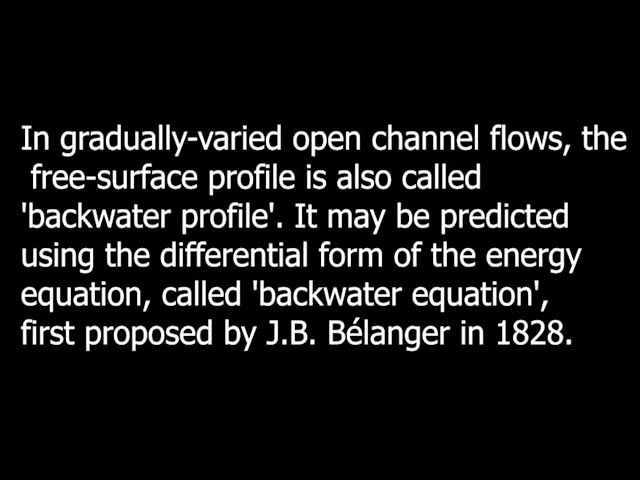 In gradually-varied open channel flows, the
free-surface profile is also called
'backwater profile'. It may be predicted
using the differential form of the energy
equation, called 'backwater equation',
first proposed by J.B. Bélanger in 1828.